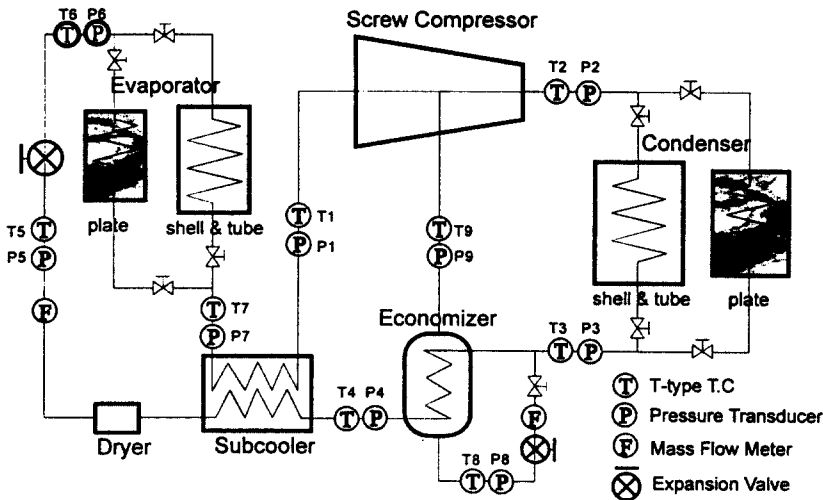 T6 P6
Screw Compressor
T2 P2
Evaporator
Condenser
T5
P5
plate
shell & tube
T1
P1
T9
P9
T7
P7
shell & tube
plate
Economizer
T3 P3
T4 P4
Dryer
Subcooler
T8 P8
T T-type T.C
P Pressure Transducer
F Mass Flow Meter
Expansion Valve
T P
T P
T
P
F
T
P
T
P
T
P
T P
T P
T P
F